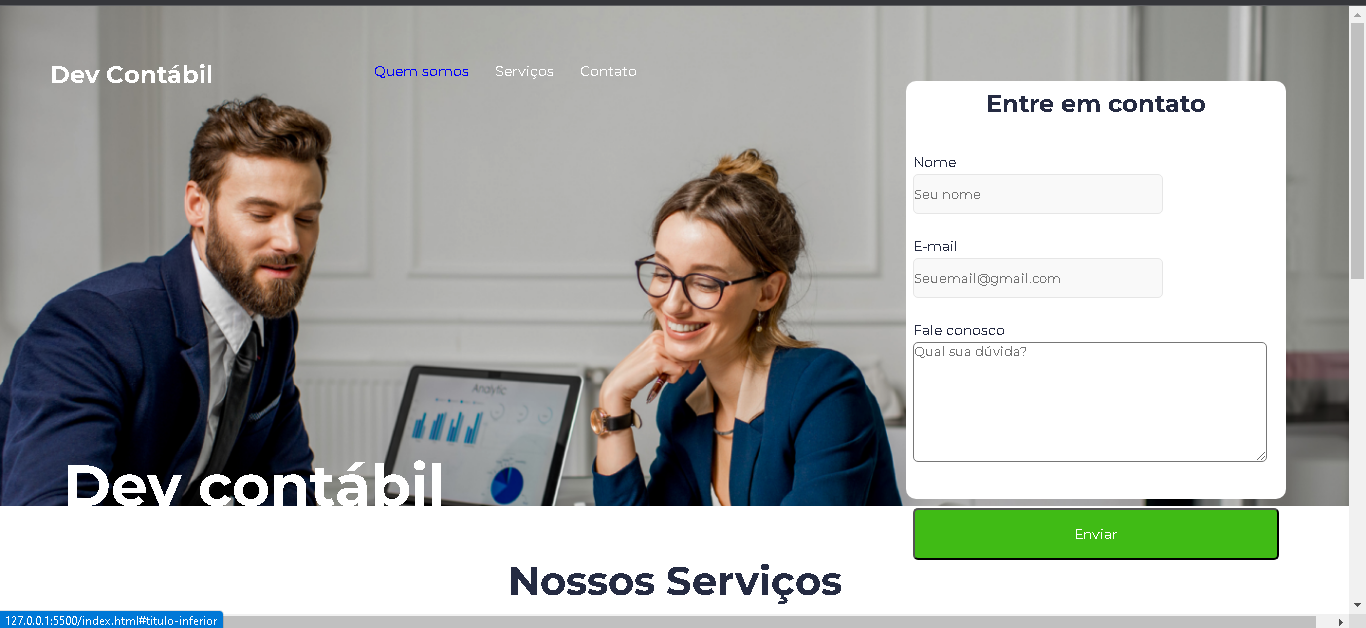 Dev Contábil
Quem somos Serviços Contato
Entre em contato
Nome
Seu nome
E-mail
Seuemail@gmail.com
Fale conosco
Qual sua dúvida?
Analytic
Dev contábil
Enviar
Nossos Serviços
127.0.0.1:5500/index.html#titulo-inferior